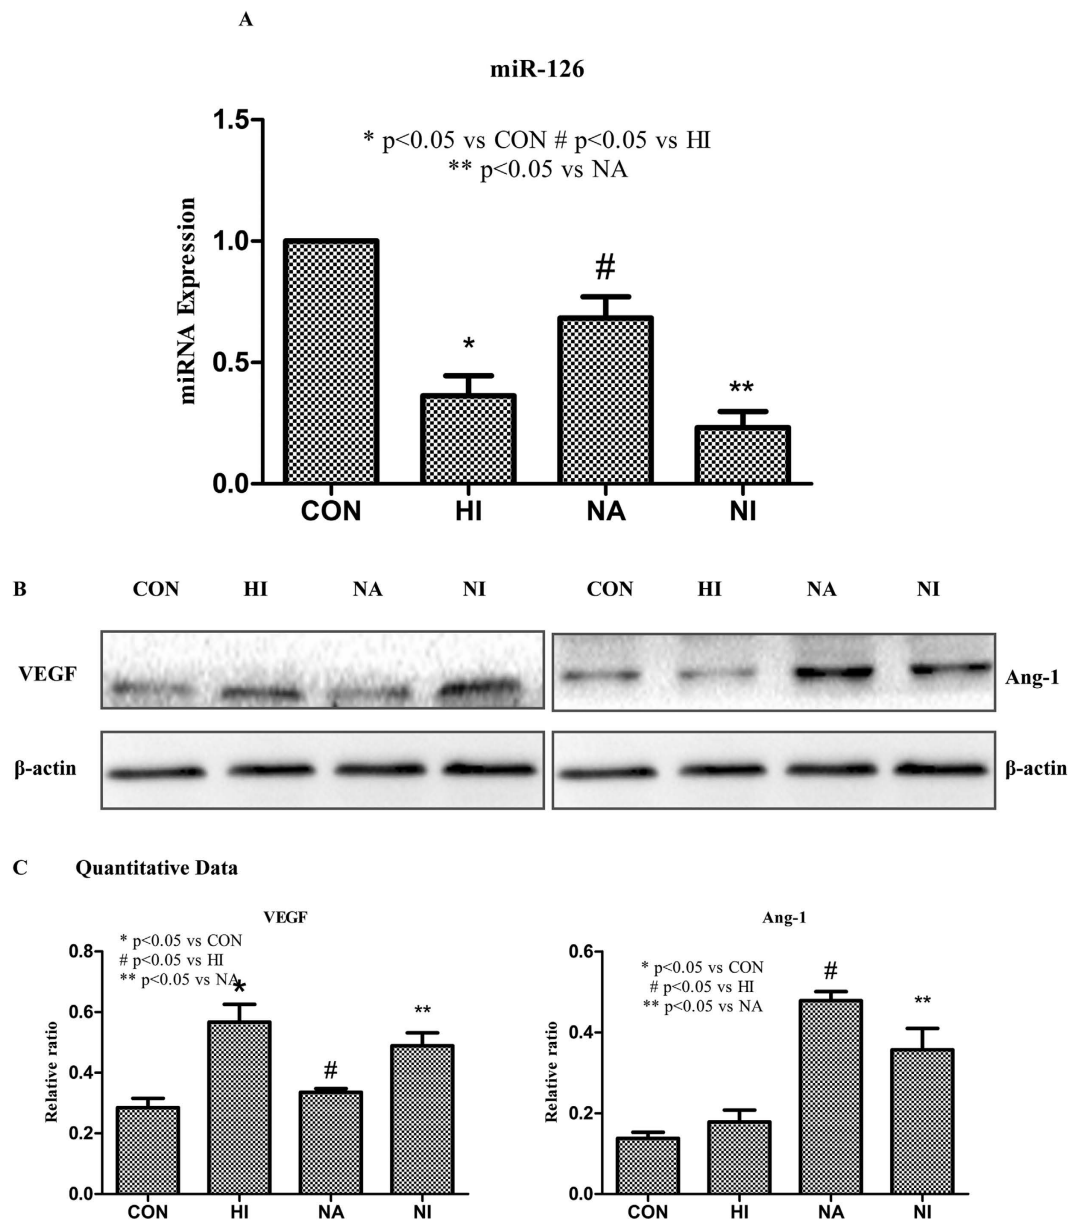 A
miR-126
* p<0.05 vs CON # p<0.05 vs HI
** p<0.05 vs NA
miRNA Expression
1.5
1.0
0.5
0.0
#
*
**
CON HI NA NI
B CON HI NA NI CON HI NA NI
VEGF
Ang-1
β-actin
β-actin
C Quantitative Data
VEGF
* p<0.05 vs CON
# p<0.05 vs HI
** p<0.05 vs NA
Relative ratio
0.8
0.6
0.4
0.2
0.0
*
#
**
CON HI NA NI
Ang-1
* p<0.05 vs CON
# p<0.05 vs HI
** p<0.05 vs NA
Relative ratio
0.6
0.4
0.2
0.0
#
**
CON HI NA NI